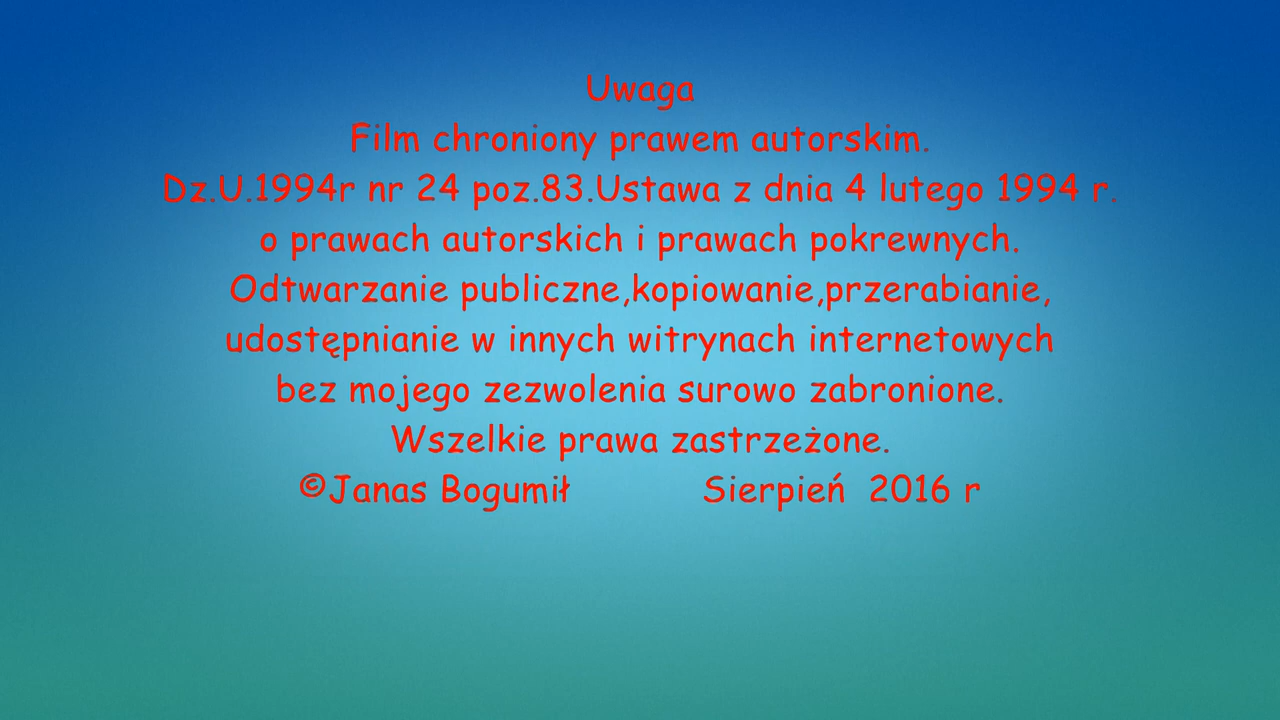 Uwaga
Film chroniony prawem autorskim.
Dz.U.1994r nr 24 poz.83.Ustawa z dnia 4 lutego 1994 r.
o prawach autorskich i prawach pokrewnych.
Odtwarzanie publiczne,kopiowanie,przerabianie,
udostępnianie w innych witrynach internetowych
bez mojego zezwolenia surowo zabronione.
Wszelkie prawa zastrzeżone.
©Janas Bogumił Sierpień 2016 r